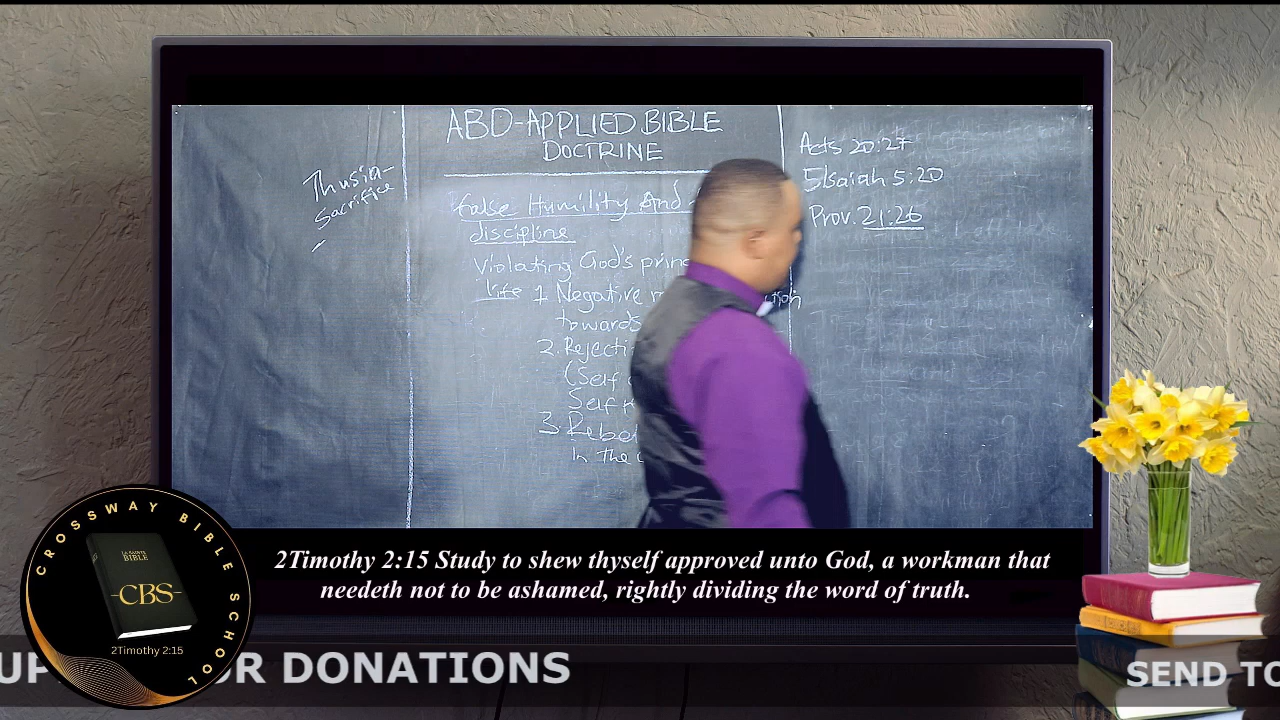 ABD-APPLIED BIBLE
DOCTRINE
Thusia-
Sacrifice
False Humility And
discipline
Violating God's
life 1 Negative
towards
2. Rejecti
(Self
Self
3. Rebe
In the
Acts 20:27
Isaiah 5:20
Prov. 21:26
2Timothy 2:15 Study to shew thyself approved unto God, a workman that
needeth not to be ashamed, rightly dividing the word of truth.
CROSSWAY BIBLE SCHOOL
LA SAINTE
BIBLE
CBS
2Timothy 2:15
UP
OR DONATIONS
SEND TO